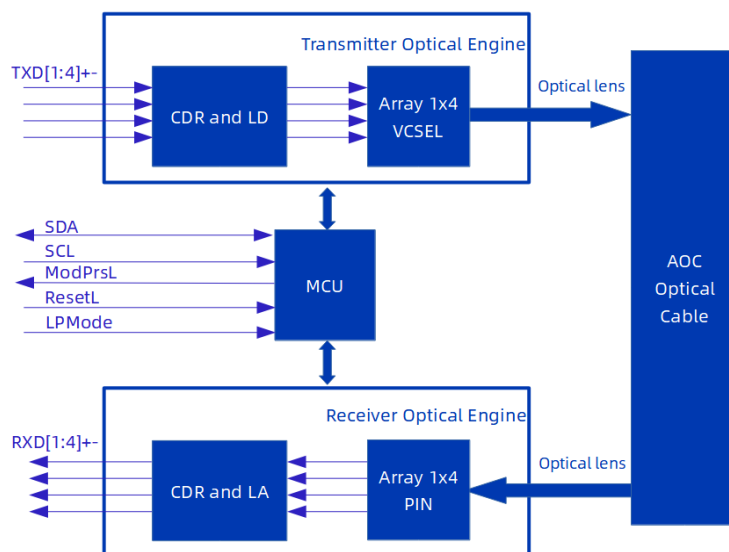 Transmitter Optical Engine
TXD[1:4]+-
CDR and LD
Array 1x4
VCSEL
Optical lens
SDA
SCL
ModPrsL
ResetL
LPMode
MCU
AOC
Optical
Cable
Receiver Optical Engine
RXD[1:4]+-
CDR and LA
Array 1x4
PIN
Optical lens